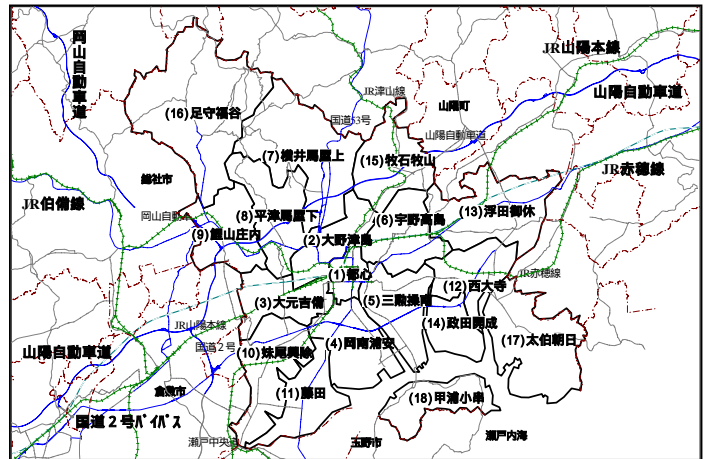 岡山自動車道
JR山陽本線
JR津山線
山陽町
山陽自動車道
(16)足守福谷
国道53号
山陽自動車道
(7)横井馬屋上
(15)牧石牧山
総社市
JR赤穂線
JR伯備線
(8)平津馬屋下
(6)宇野高島
(13)浮田御休
岡山自動車
(9)鯉山庄内
(2)大野津島
(1)都心
JR赤穂線
(12)西大寺
(3)大元吉備
(5)三勲操南
JR山陽本線
(14)政田開成
国道２号
(4)岡南浦安
(17)太伯朝日
山陽自動車道
(10)妹尾興除
倉敷市
(11)藤田
(18)甲浦小串
国道２号ﾊﾞｲﾊﾟｽ
瀬戸中央
玉野市
瀬戸内海